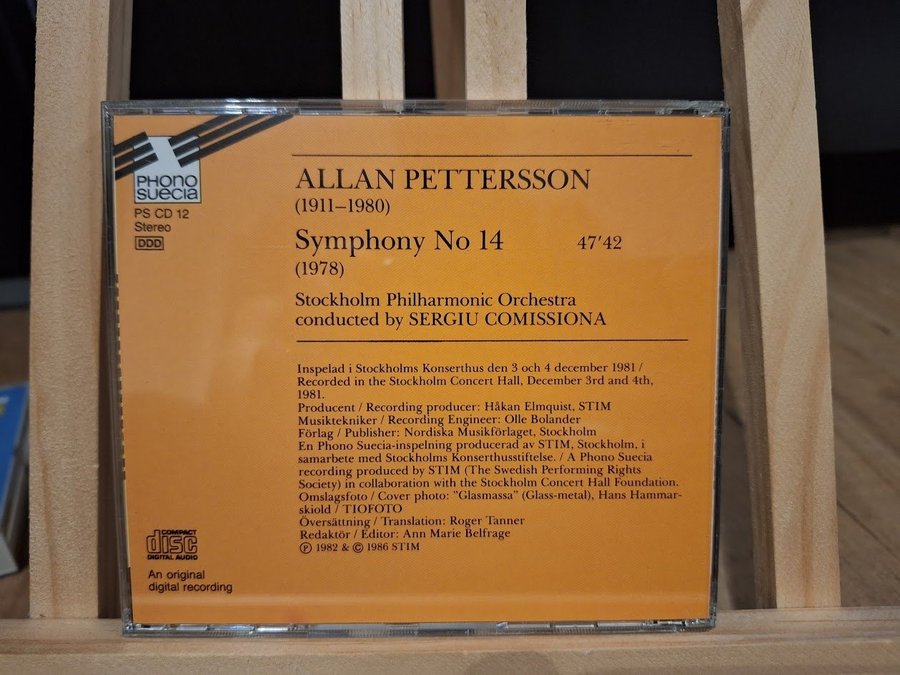 PHONO
SUECIA
PS CD 12
Stereo
DDD
ALLAN PETTERSSON
(1911–1980)
Symphony No 14 47'42
(1978)
Stockholm Philharmonic Orchestra
conducted by SERGIU COMISSIONA
Inspelad i Stockholms Konserthus den 3 och 4 december 1981 /
Recorded in the Stockholm Concert Hall, December 3rd and 4th,
1981.
Producent / Recording producer: Håkan Elmquist, STIM
Musiktekniker / Recording Engineer: Olle Bolander
Förlag / Publisher: Nordiska Musikförlaget, Stockholm
En Phono Suecia-inspelning producerad av STIM, Stockholm, i
samarbete med Stockholms Konserthusstiftelse. / A Phono Suecia
recording produced by STIM (The Swedish Performing Rights
Society) in collaboration with the Stockholm Concert Hall Foundation.
Omslagsfoto / Cover photo: ”Glasmassa” (Glass-metal), Hans Hammar-
skiold / TIOFOTO
Översättning / Translation: Roger Tanner
Redaktör / Editor: Ann Marie Belfrage
Ⓟ 1982 & © 1986 STIM
COMPACT
disc
DIGITAL AUDIO
An original
digital recording